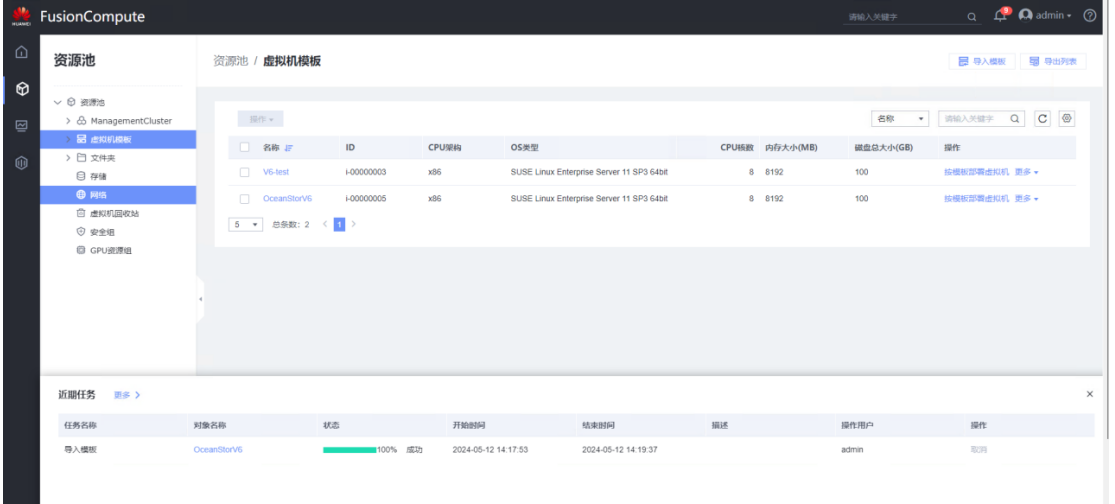 HUAWEI FusionCompute 请输入关键字 9 admin
资源池
资源池 / 虚拟机模板 导入模板 导出列表
资源池
ManagementCluster
虚拟机模板
文件夹
存储
网络
虚拟机回收站
安全组
GPU资源组
操作 名称 请输入关键字
名称 ID CPU架构 OS类型 CPU核数 内存大小(MB) 磁盘总大小(GB) 操作
V6-test i-00000003 x86 SUSE Linux Enterprise Server 11 SP3 64bit 8 8192 100 按模板部署虚拟机 更多
OceanStorV6 i-00000005 x86 SUSE Linux Enterprise Server 11 SP3 64bit 8 8192 100 按模板部署虚拟机 更多
5 总条数: 2 < 1 >
近期任务 更多 >
任务名称 对象名称 状态 开始时间 结束时间 描述 操作用户 操作
导入模板 OceanStorV6 100% 成功 2024-05-12 14:17:53 2024-05-12 14:19:37 admin 取消